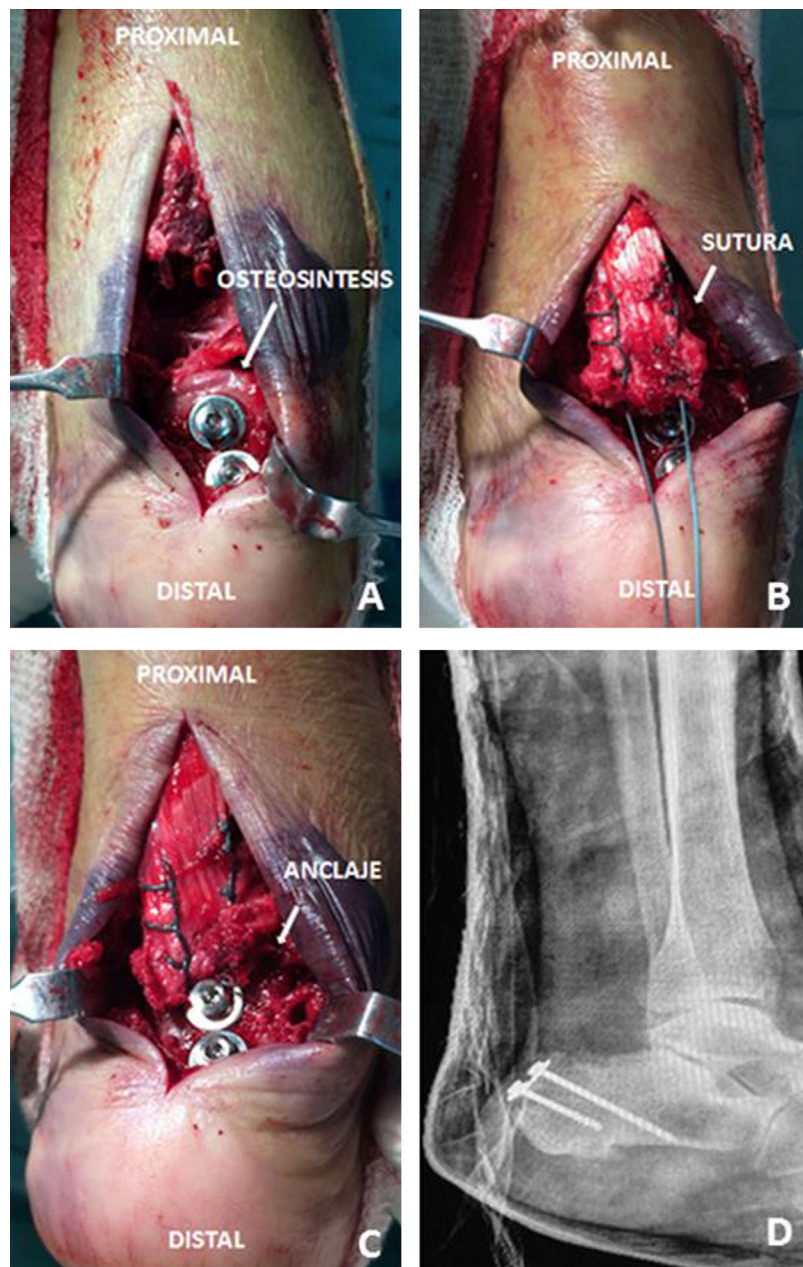 PROXIMAL
OSTEOSINTESIS
DISTAL
A
PROXIMAL
SUTURA
DISTAL
B
PROXIMAL
ANCLAJE
DISTAL
C
D